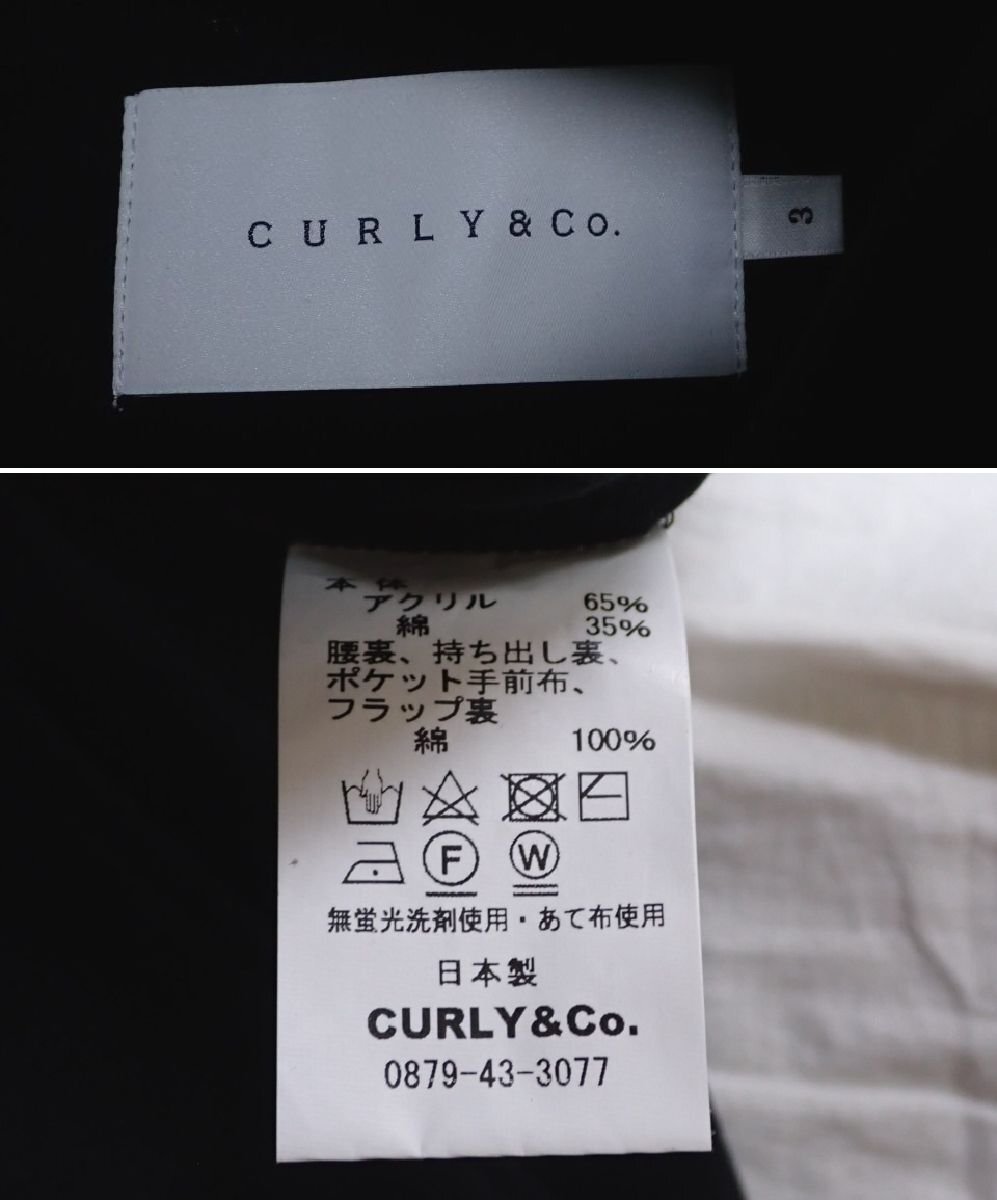 CURLY&Co.
3
本体
アクリル 65%
綿 35%
腰裏、持ち出し裏、
ポケット手前布、
フラップ裏
綿 100%
F W
無蛍光洗剤使用・あて布使用
日本製
CURLY&Co.
0879-43-3077